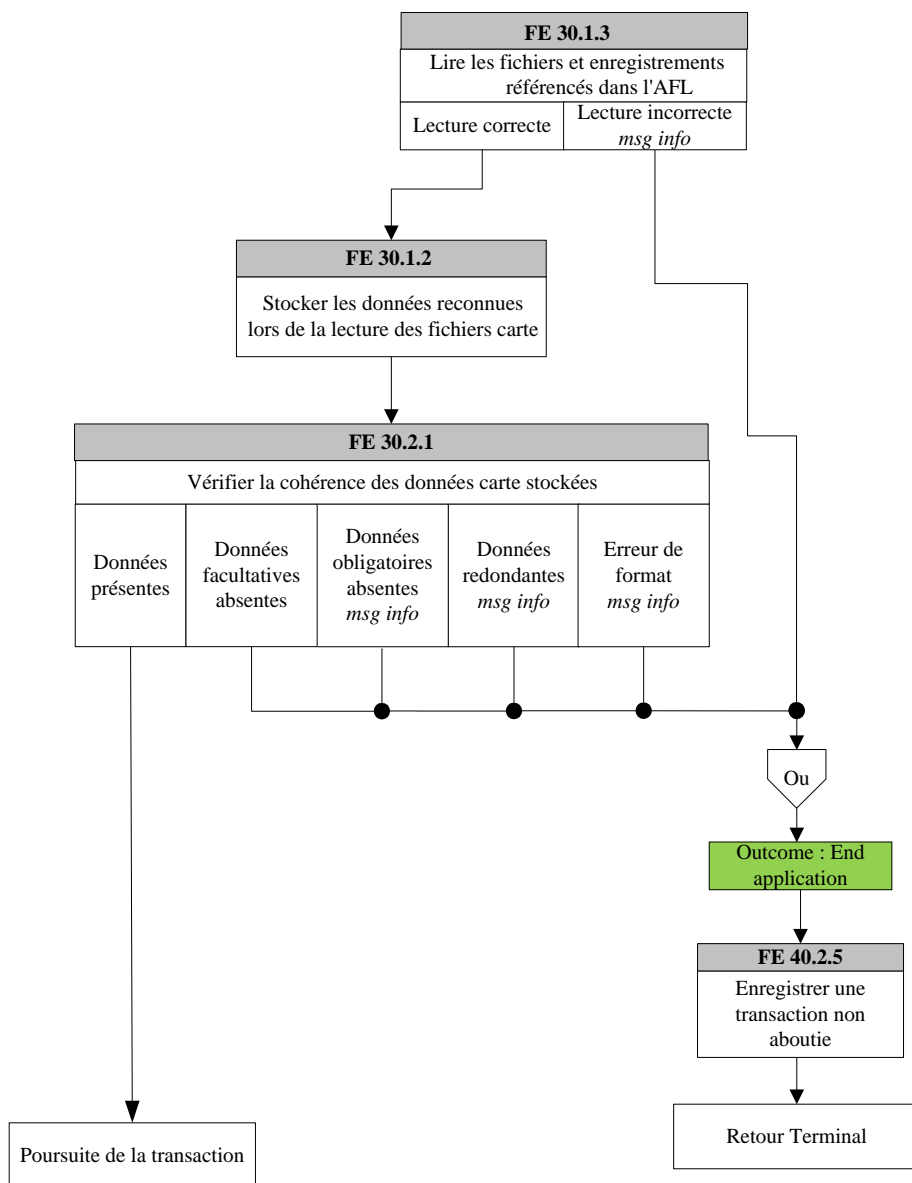 FE 30.1.3
Lire les fichiers et enregistrements
référencés dans l'AFL
Lecture correcte
Lecture incorrecte
msg info
FE 30.1.2
Stocker les données reconnues
lors de la lecture des fichiers carte
FE 30.2.1
Vérifier la cohérence des données carte stockées
Données
présentes
Données
facultatives
absentes
Données
obligatoires
absentes
msg info
Données
redondantes
msg info
Erreur de
format
msg info
Ou
Outcome : End
application
FE 40.2.5
Enregistrer une
transaction non
aboutie
Retour Terminal
Poursuite de la transaction